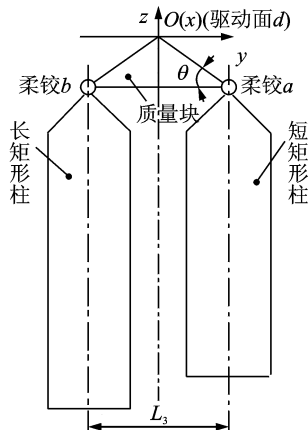 z O(x)(驱动面d)
y
柔铰b θ 柔铰a
质量块
长矩形柱
短矩形柱
L₃